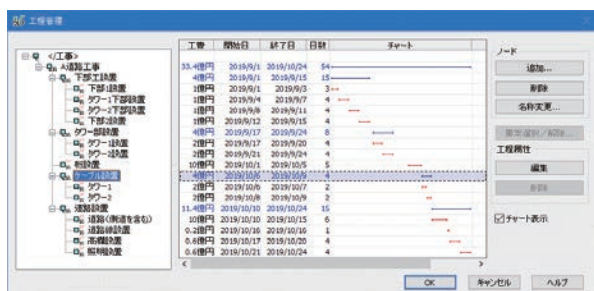 工程管理
工費 開始日 終了日 日数 チャート
</工事>
A道路工事 33.4億円 2019/9/1 2019/10/24 54
下部工設置 4億円 2019/9/1 2019/9/15 15
下部1設置 1億円 2019/9/1 2019/9/3 3
タワー1下部設置 1億円 2019/9/4 2019/9/7 4
タワー2下部設置 1億円 2019/9/8 2019/9/11 4
下部2設置 1億円 2019/9/12 2019/9/15 4
タワー部設置 4億円 2019/9/17 2019/9/24 8
タワー1設置 2億円 2019/9/17 2019/9/20 4
タワー2設置 2億円 2019/9/21 2019/9/24 4
桁設置 10億円 2019/10/1 2019/10/5 5
ケーブル設置 4億円 2019/10/6 2019/10/9 4
タワー1 2億円 2019/10/6 2019/10/7 2
タワー2 2億円 2019/10/8 2019/10/9 2
道路設置 11.4億円 2019/10/10 2019/10/24 15
道路(側道を含む) 10億円 2019/10/10 2019/10/15 6
道路線設置 0.2億円 2019/10/16 2019/10/16 1
高欄設置 0.6億円 2019/10/17 2019/10/20 4
照明設置 0.6億円 2019/10/21 2019/10/24 4
ノード
追加...
削除
名称変更...
工程属性
編集
削除
チャート表示
OK キャンセル ヘルプ